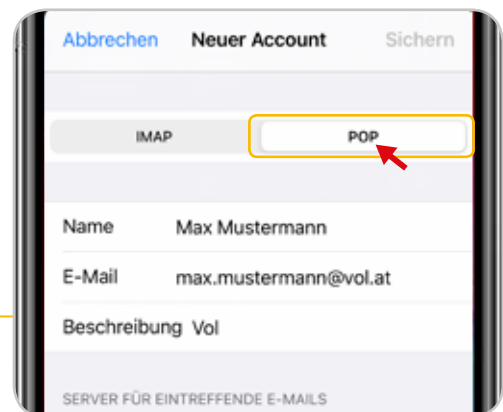 Abbrechen Neuer Account Sichern
IMAP POP
Name Max Mustermann
E-Mail max.mustermann@vol.at
Beschreibung Vol
SERVER FÜR EINTREFFENDE E-MAILS